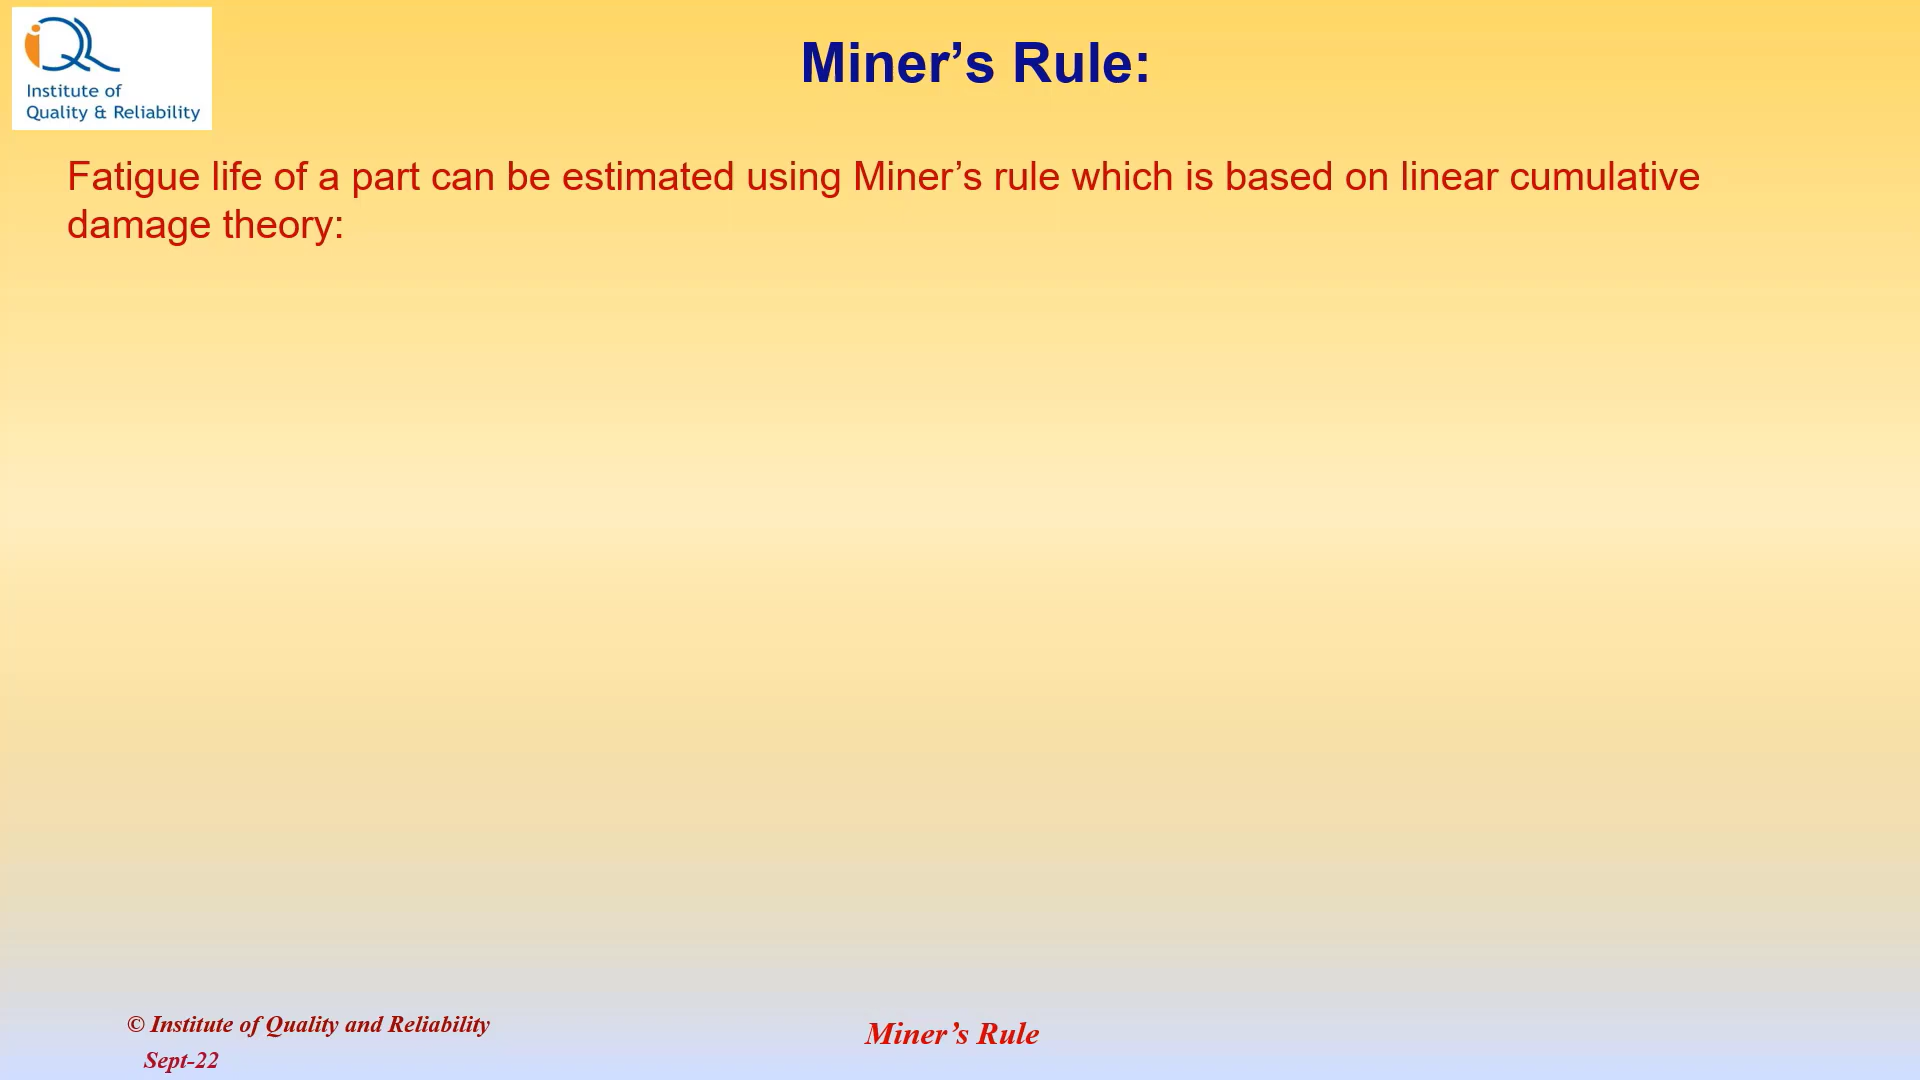 iQR
Institute of
Quality & Reliability
Miner’s Rule:
Fatigue life of a part can be estimated using Miner’s rule which is based on linear cumulative
damage theory:
© Institute of Quality and Reliability
Sept-22
Miner’s Rule